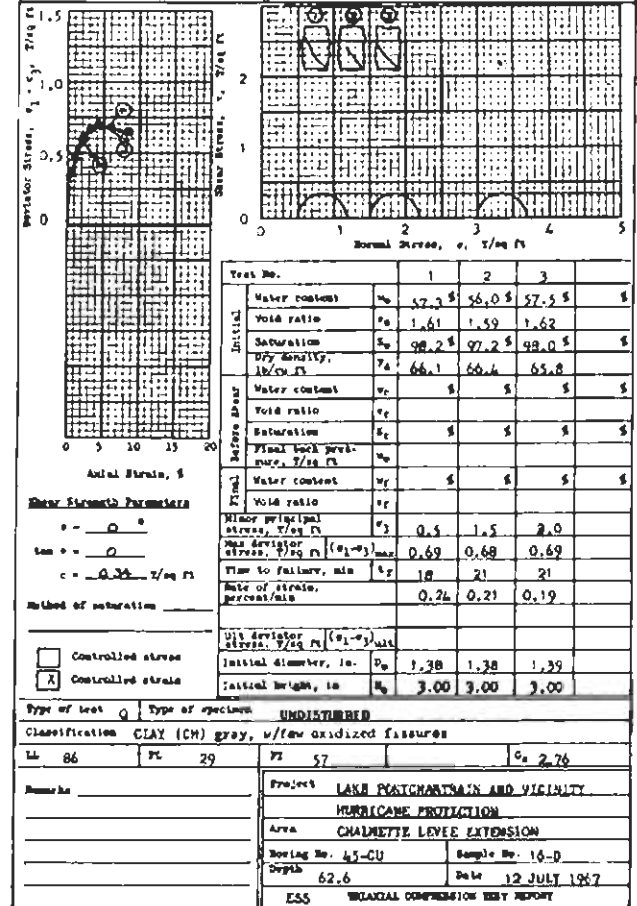 Deviator Stress, σ1 - σ3, T/sq ft
1.5
1.0
0.5
0
0 5 10 15 20
Axial Strain, %
Shear Stress, τ, T/sq ft
2
1
0
0 1 2 3 4 5
Normal Stress, σ, T/sq ft
Shear Strength Parameters
φ = 0 °
tan φ = 0
c = 0.34 T/sq ft
Method of saturation
Controlled stress
X Controlled strain
Test No. 1 2 3
Initial
Water content wo 57.3 % 56.0 % 57.5 % %
Void ratio eo 1.61 1.59 1.62
Saturation So 98.2 % 97.2 % 98.0 % %
Dry density, lb/cu ft γd 66.1 66.4 65.8
Before Shear
Water content wc % % % %
Void ratio ec
Saturation Sc % % % %
Final back pressure, T/sq ft uo
Final
Water content wf % % % %
Void ratio ef
Minor principal stress, T/sq ft σ3 0.5 1.5
Max deviator stress, T/sq ft (σ1-σ3)max 0.69 0.68 0.69
Time to failure, min tf 18 21 21
Rate of strain, percent/min 0.24 0.21 0.19
Ult deviator stress, T/sq ft (σ1-σ3)ult
Initial diameter, in. Do 1.38 1.38 1.39
Initial height, in Ho 3.00 3.00 3.00
Type of test Q Type of specimen UNDISTURBED
Classification CLAY (CH) gray, w/few oxidized fissures
LL 86 PL 29 PI 57 Gs 2.76
Remarks
Project LAKE PONTCHARTRAIN AND VICINITY
HURRICANE PROTECTION
Area CHALMETTE LEVEE EXTENSION
Boring No. 45-CU Sample No. 16-D
Depth 62.6 Date 12 JULY 1967
ESS TRIAXIAL COMPRESSION TEST REPORT